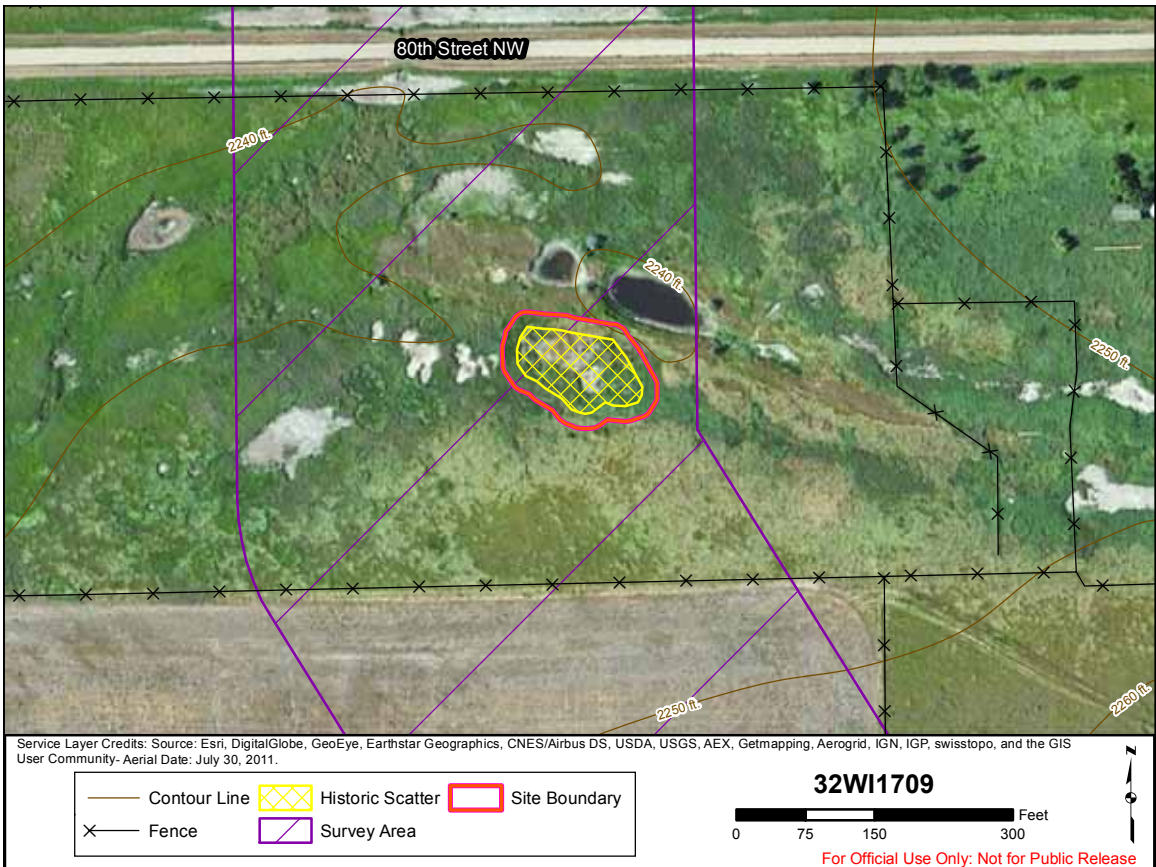 80th Street NW
2240 ft.
2240 ft.
2250 ft.
2250 ft.
2260 ft.
Service Layer Credits: Source: Esri, DigitalGlobe, GeoEye, Earthstar Geographics, CNES/Airbus DS, USDA, USGS, AEX, Getmapping, Aerogrid, IGN, IGP, swisstopo, and the GIS
User Community- Aerial Date: July 30, 2011.
Contour Line Historic Scatter Site Boundary
Fence Survey Area
32WI1709
Feet
0 75 150 300
N
For Official Use Only: Not for Public Release